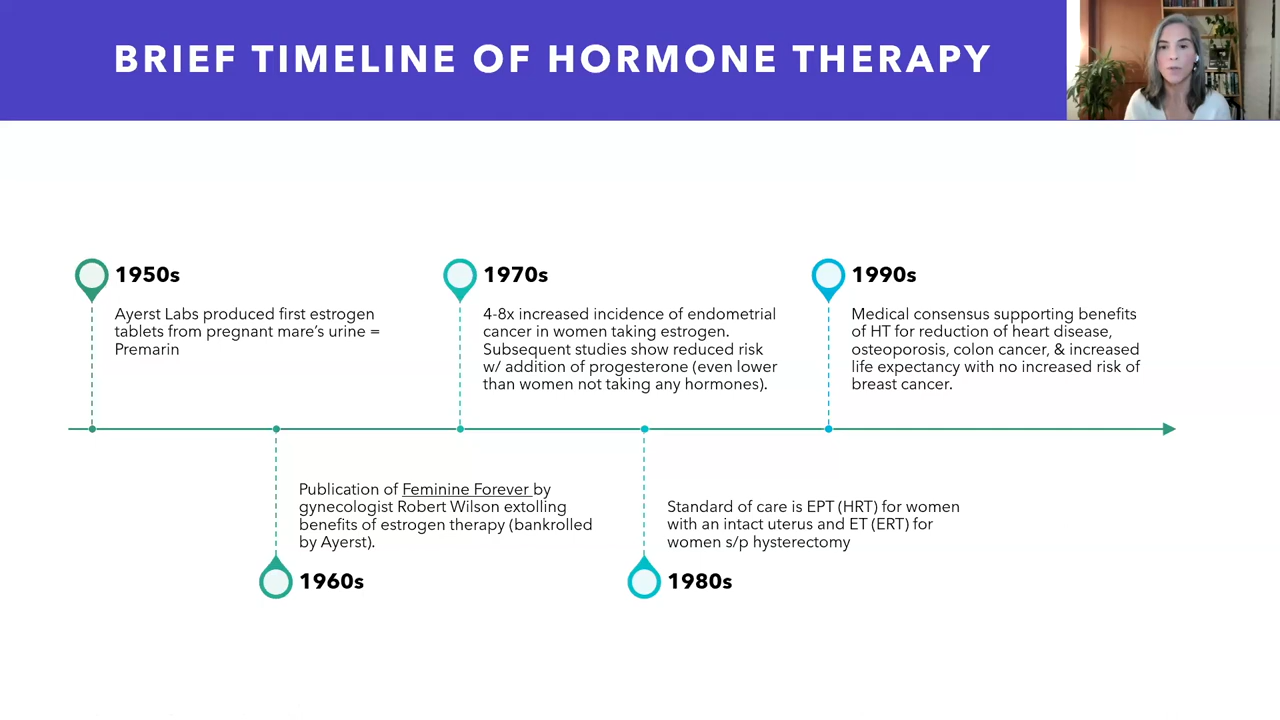 BRIEF TIMELINE OF HORMONE THERAPY
1950s
Ayerst Labs produced first estrogen
tablets from pregnant mare's urine =
Premarin
Publication of Feminine Forever by
gynecologist Robert Wilson extolling
benefits of estrogen therapy (bankrolled
by Ayerst).
1960s
1970s
4-8x increased incidence of endometrial
cancer in women taking estrogen.
Subsequent studies show reduced risk
w/ addition of progesterone (even lower
than women not taking any hormones).
Standard of care is EPT (HRT) for women
with an intact uterus and ET (ERT) for
women s/p hysterectomy
1980s
1990s
Medical consensus supporting benefits
of HT for reduction of heart disease,
osteoporosis, colon cancer, & increased
life expectancy with no increased risk of
breast cancer.